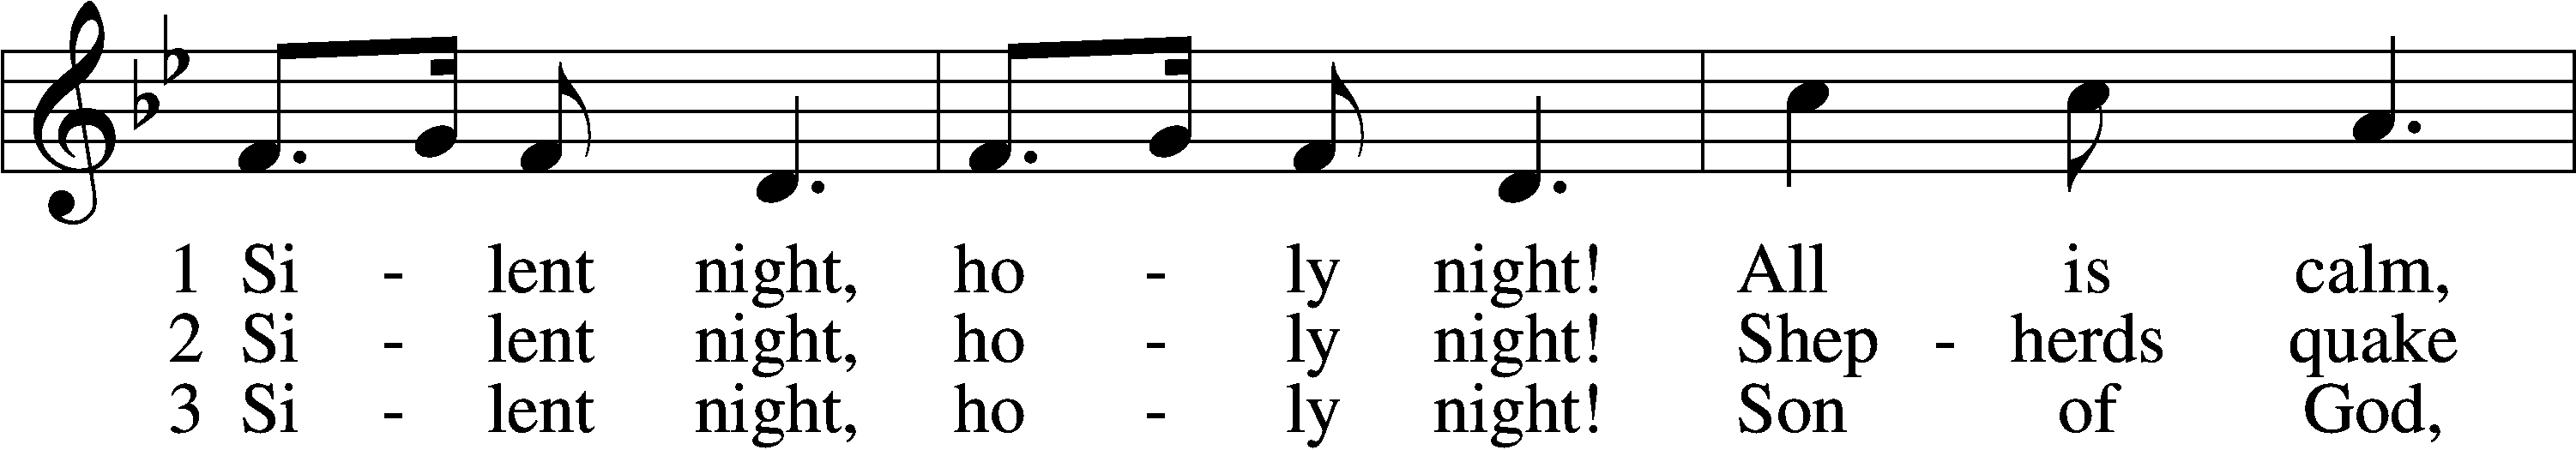 1 Si - lent night, ho - ly night! All is calm,
2 Si - lent night, ho - ly night! Shep - herds quake
3 Si - lent night, ho - ly night! Son of God,